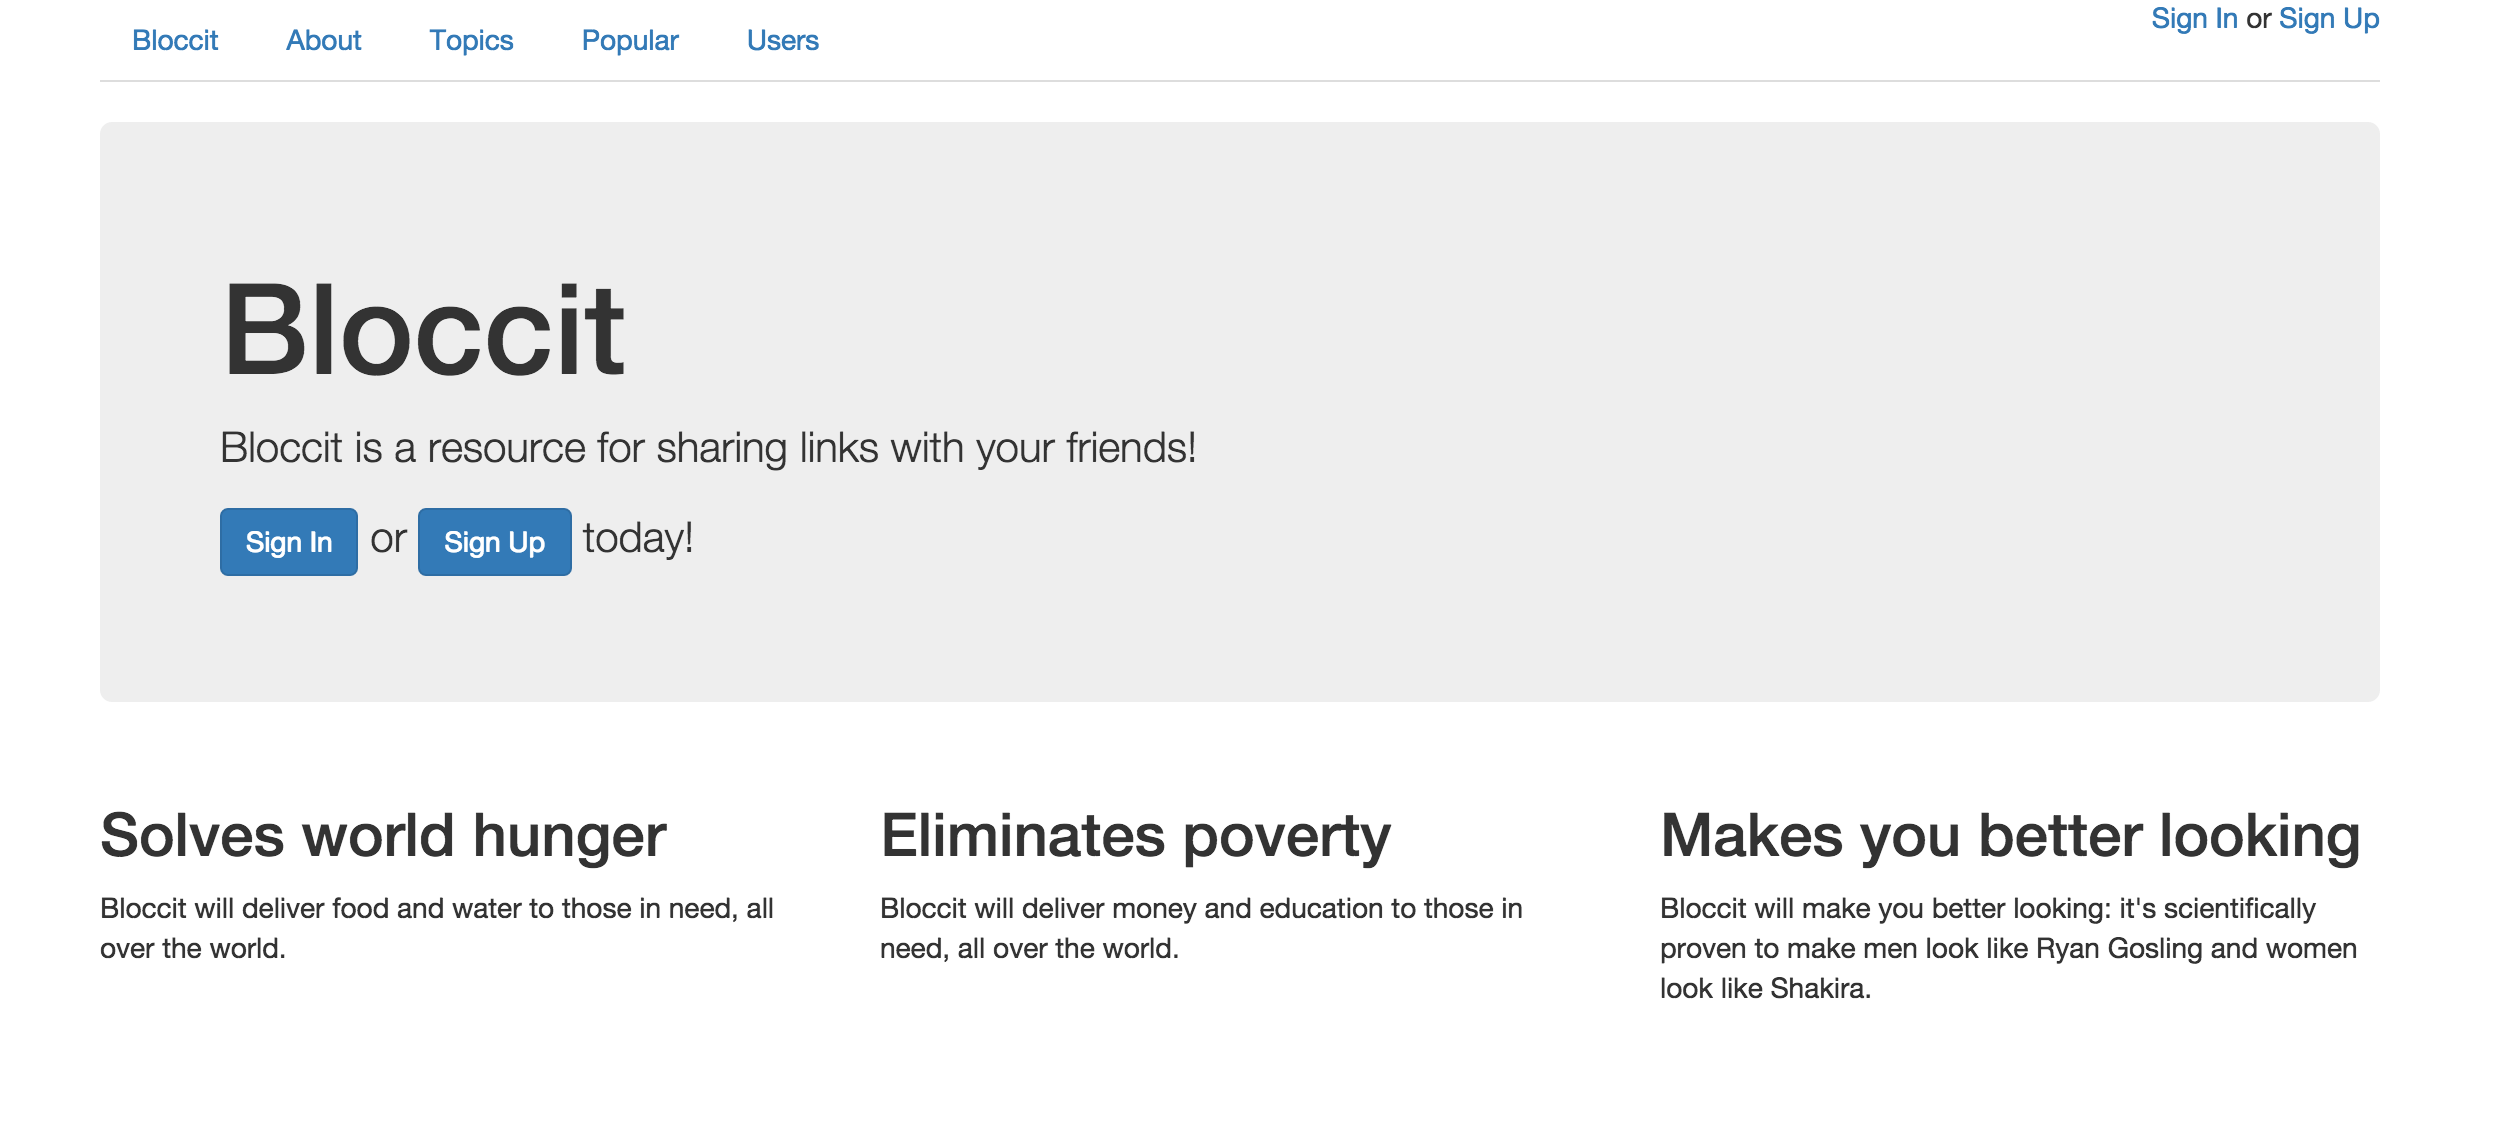 Bloccit About Topics Popular Users
Sign In or Sign Up
Bloccit
Bloccit is a resource for sharing links with your friends!
Sign In or Sign Up today!
Solves world hunger
Bloccit will deliver food and water to those in need, all
over the world.
Eliminates poverty
Bloccit will deliver money and education to those in
need, all over the world.
Makes you better looking
Bloccit will make you better looking: it's scientifically
proven to make men look like Ryan Gosling and women
look like Shakira.